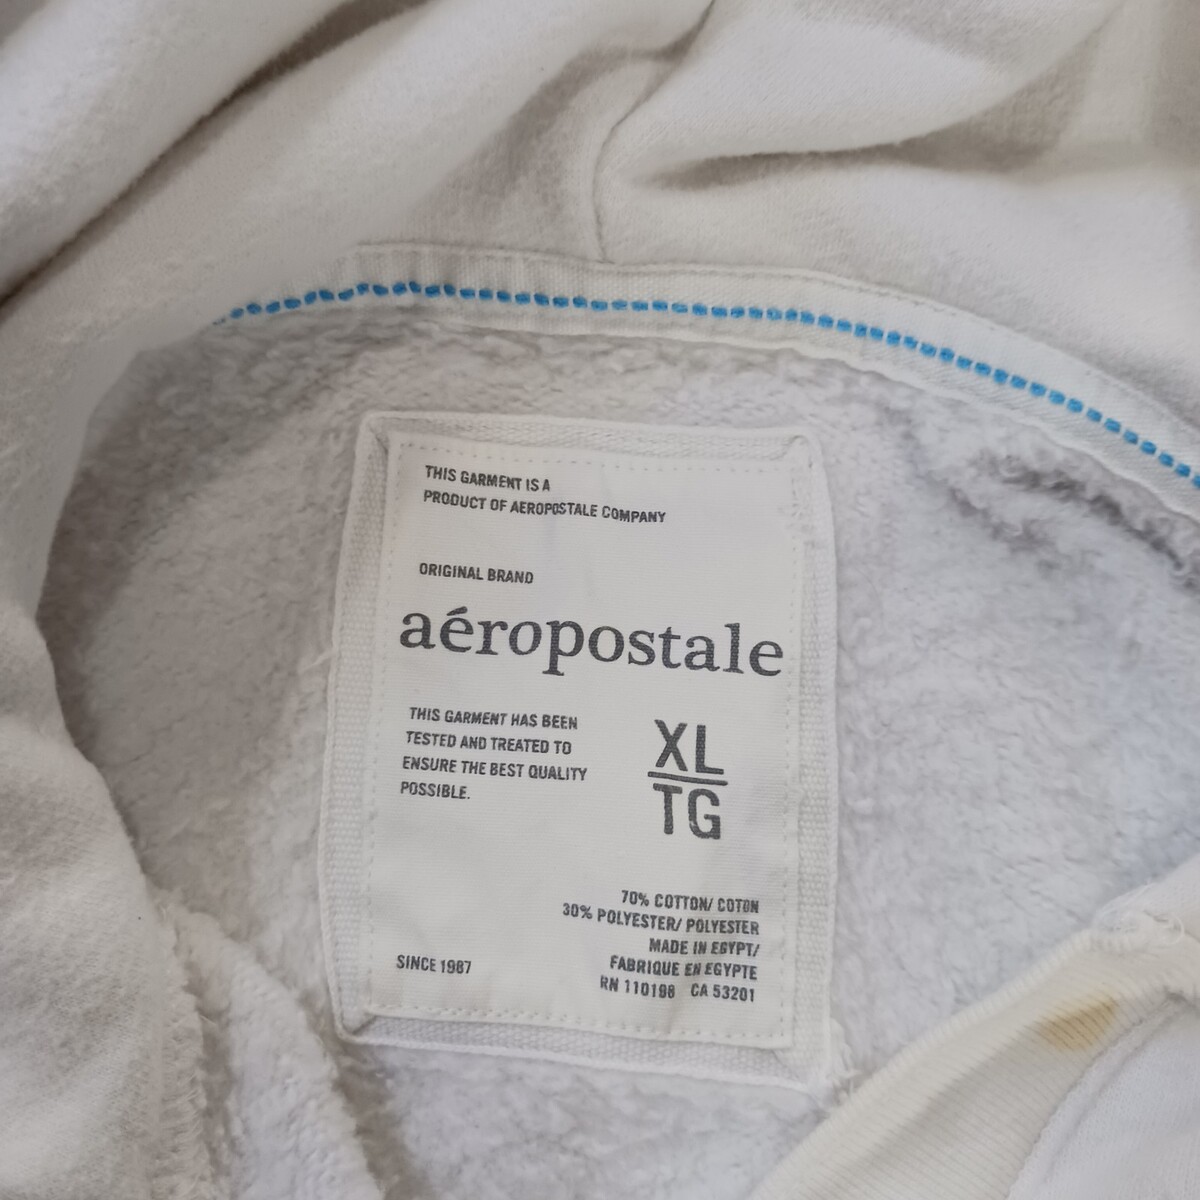 THIS GARMENT IS A
PRODUCT OF AEROPOSTALE COMPANY
ORIGINAL BRAND
aéropostale
THIS GARMENT HAS BEEN
TESTED AND TREATED TO
ENSURE THE BEST QUALITY
POSSIBLE.
XL
TG
70% COTTON/ COTON
30% POLYESTER/ POLYESTER
MADE IN EGYPT/
FABRIQUE EN EGYPTE
RN 110198 CA 53201
SINCE 1987